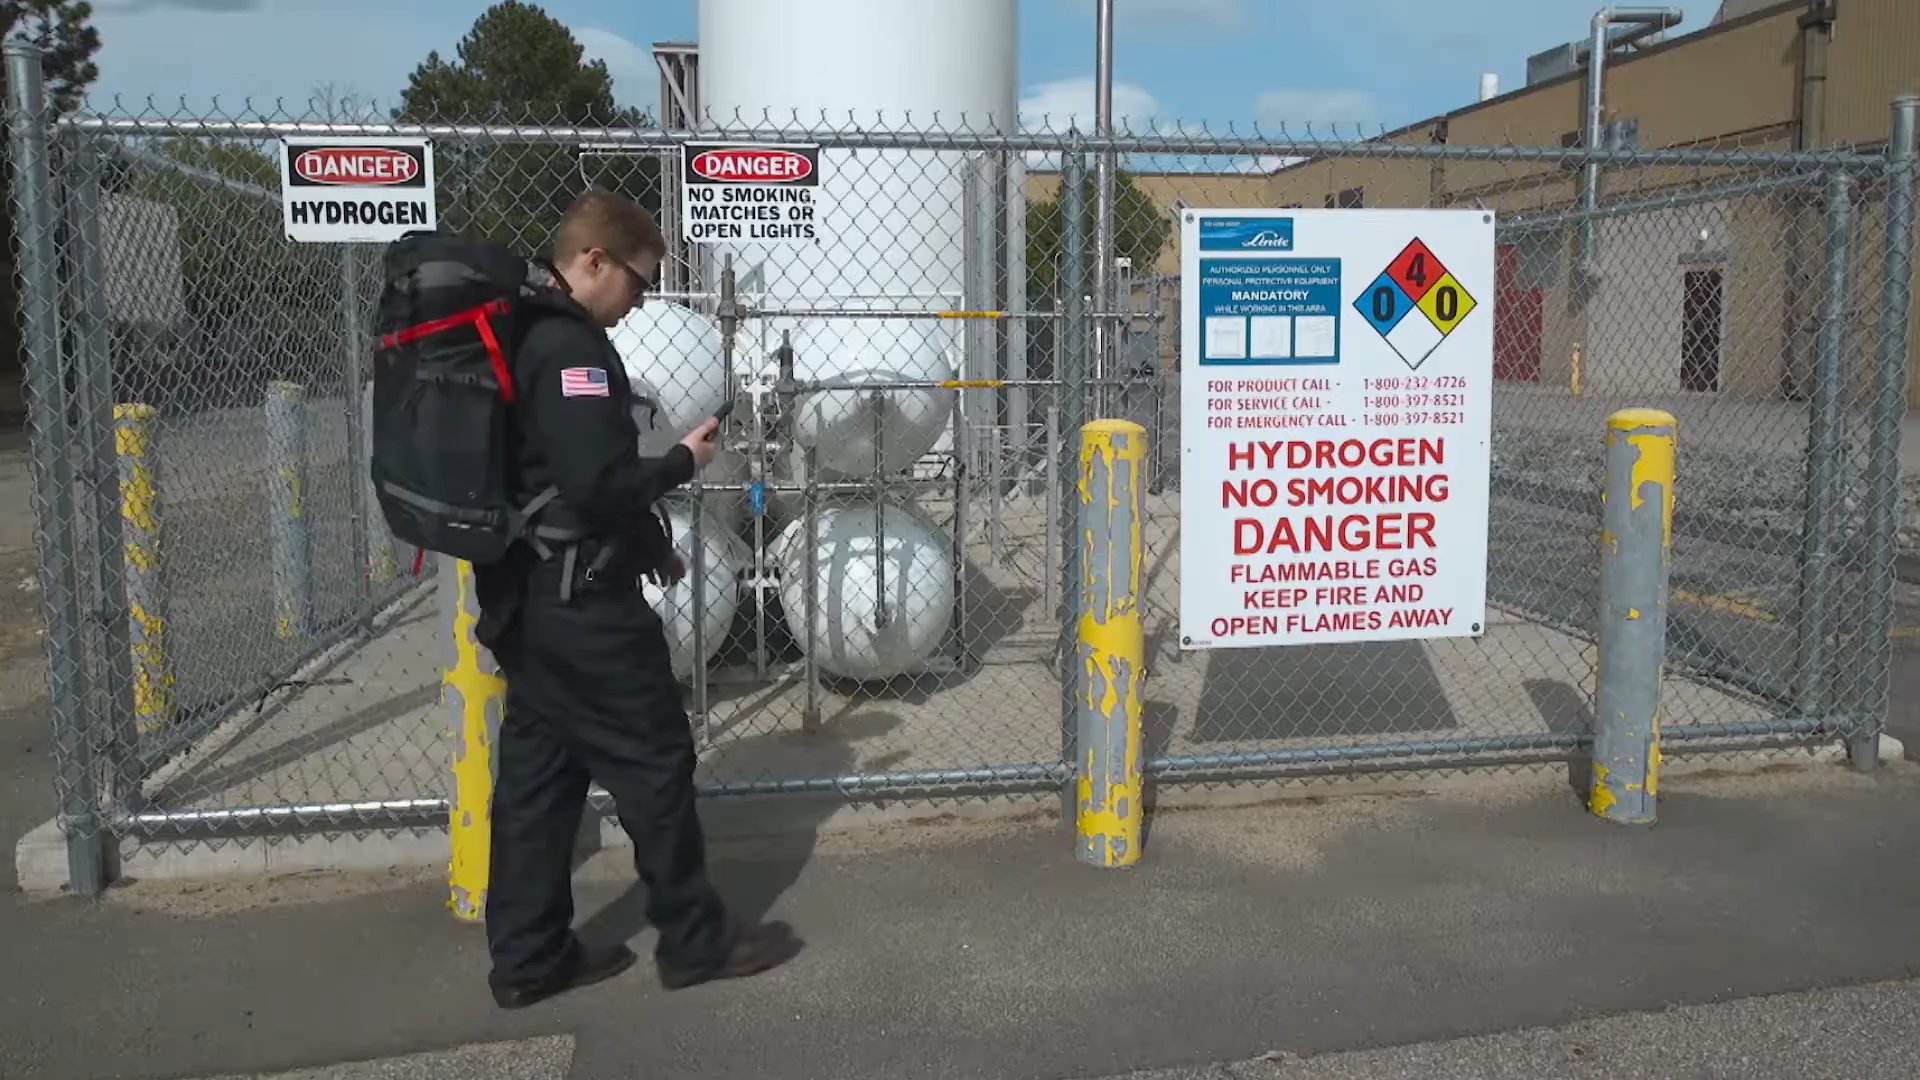 DANGER
HYDROGEN
DANGER
NO SMOKING,
MATCHES OR
OPEN LIGHTS
Linde
AUTHORIZED PERSONNEL ONLY
PERSONAL PROTECTIVE EQUIPMENT
MANDATORY
WHILE WORKING IN THIS AREA
4
0 0
FOR PRODUCT CALL - 1-800-232-4726
FOR SERVICE CALL - 1-800-397-8521
FOR EMERGENCY CALL - 1-800-397-8521
HYDROGEN
NO SMOKING
DANGER
FLAMMABLE GAS
KEEP FIRE AND
OPEN FLAMES AWAY